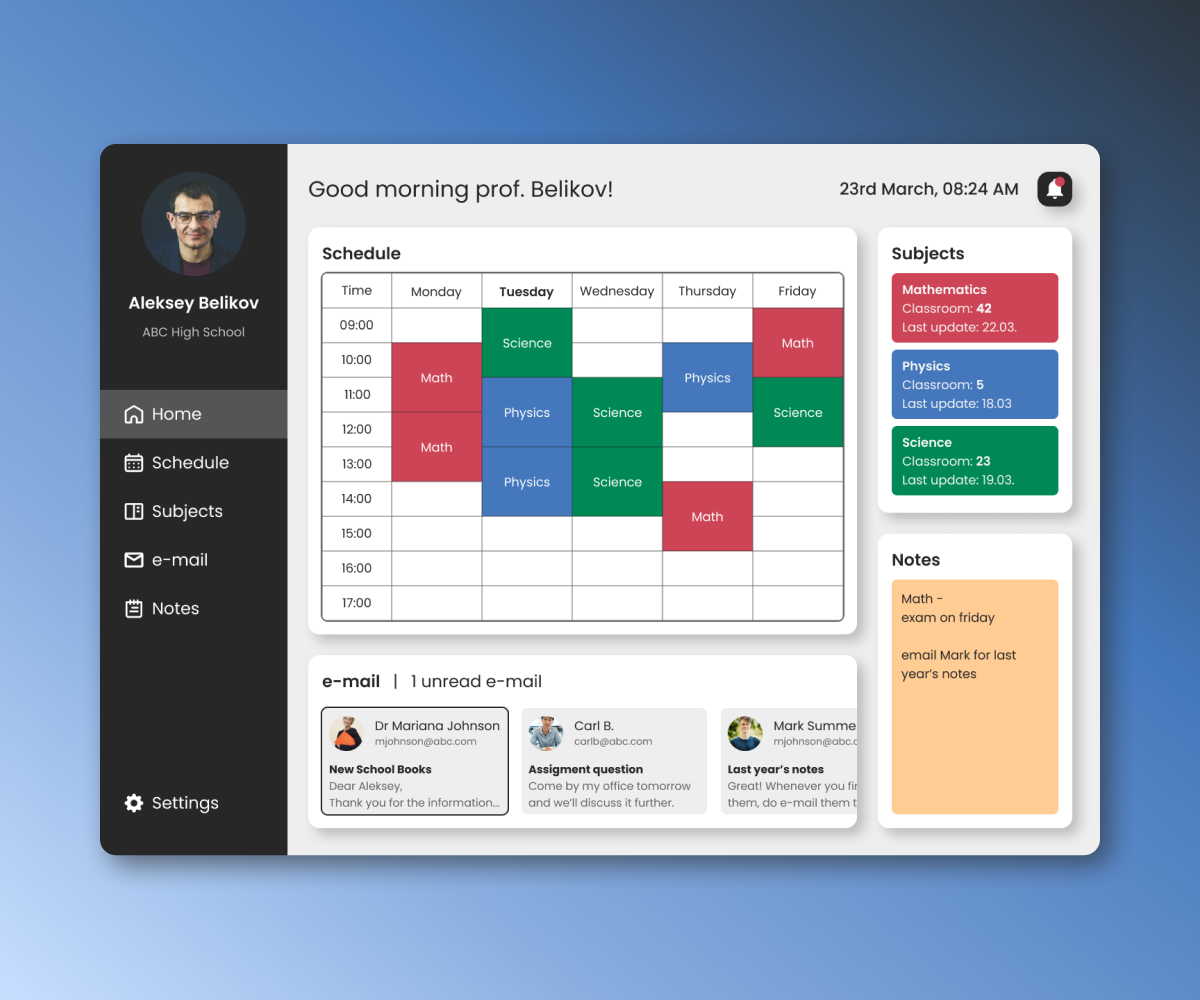 Aleksey Belikov
ABC High School
Home
Schedule
Subjects
e-mail
Notes
Settings
Good morning prof. Belikov!
23rd March, 08:24 AM
Schedule
Time Monday Tuesday Wednesday Thursday Friday
09:00
Science
Math
10:00
Math
Physics
11:00
Physics
Science
Science
12:00
Math
13:00
Physics
Science
14:00
Math
15:00
16:00
17:00
Subjects
Mathematics
Classroom: 42
Last update: 22.03.
Physics
Classroom: 5
Last update: 18.03
Science
Classroom: 23
Last update: 19.03.
Notes
Math -
exam on friday
email Mark for last
year's notes
e-mail | 1 unread e-mail
Dr Mariana Johnson
mjohnson@abc.com
New School Books
Dear Aleksey,
Thank you for the information...
Carl B.
carlb@abc.com
Assigment question
Come by my office tomorrow
and we'll discuss it further.
Mark Summe
mjohnson@abc.c
Last year's notes
Great! Whenever you fi
them, do e-mail them t